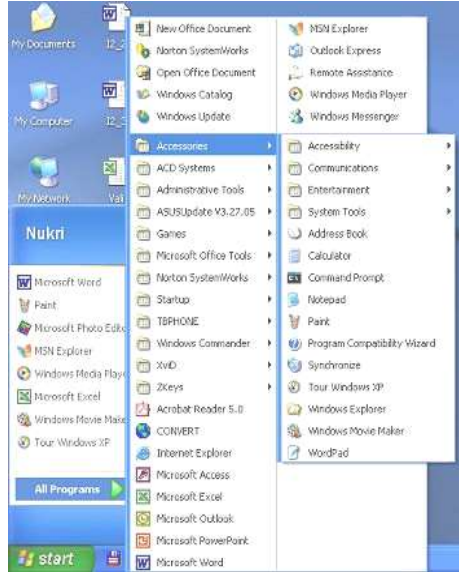 My Documents
My Computer
My Network
Nukri
Microsoft Word
Paint
Microsoft Photo
MSN Explorer
Windows Media
Microsoft Excel
Windows Movie
Tour Windows XP
All Programs
start
New Office Document
Norton SystemWorks
Open Office Document
Windows Catalog
Windows Update
Accessories
ACD Systems
Administrative Tools
ASUSUpdate V3.27.05
Games
Microsoft Office Tools
Norton SystemWorks
Startup
TBPHONE
Windows Commander
XviD
ZKeys
Acrobat Reader 5.0
CONVERT
Internet Explorer
Microsoft Access
Microsoft Excel
Microsoft Outlook
Microsoft PowerPoint
Microsoft Word
MSN Explorer
Outlook Express
Remote Assistance
Windows Media Player
Windows Messenger
Accessibility
Communications
Entertainment
System Tools
Address Book
Calculator
Command Prompt
Notepad
Paint
Program Compatibility Wizard
Synchronize
Tour Windows XP
Windows Explorer
Windows Movie Maker
WordPad